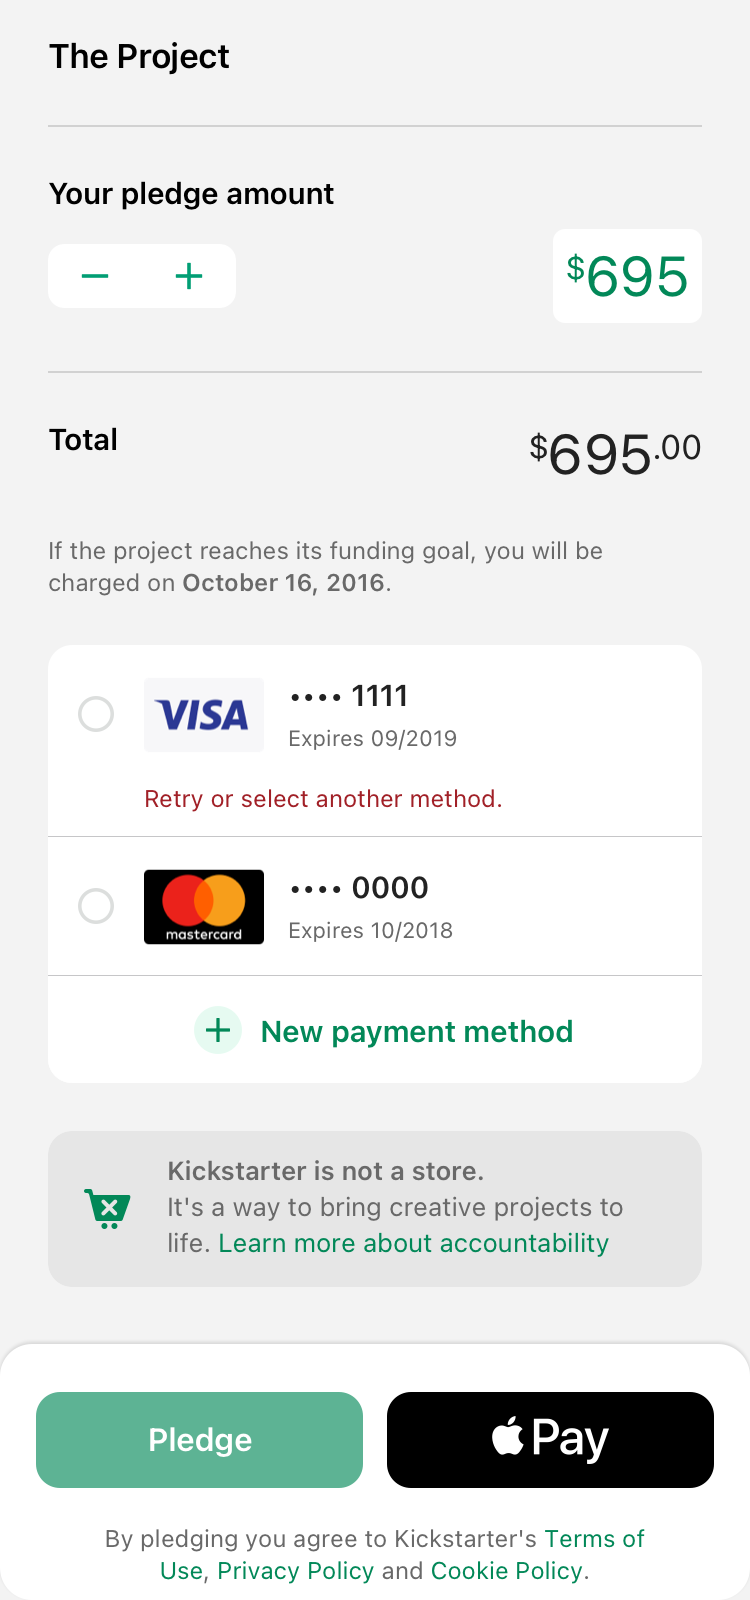 The Project
Your pledge amount
− +
$695
Total
$695.00
If the project reaches its funding goal, you will be
charged on October 16, 2016.
VISA
•••• 1111
Expires 09/2019
Retry or select another method.
mastercard
•••• 0000
Expires 10/2018
+ New payment method
Kickstarter is not a store.
It's a way to bring creative projects to
life. Learn more about accountability
Pledge
Pay
By pledging you agree to Kickstarter's Terms of
Use, Privacy Policy and Cookie Policy.